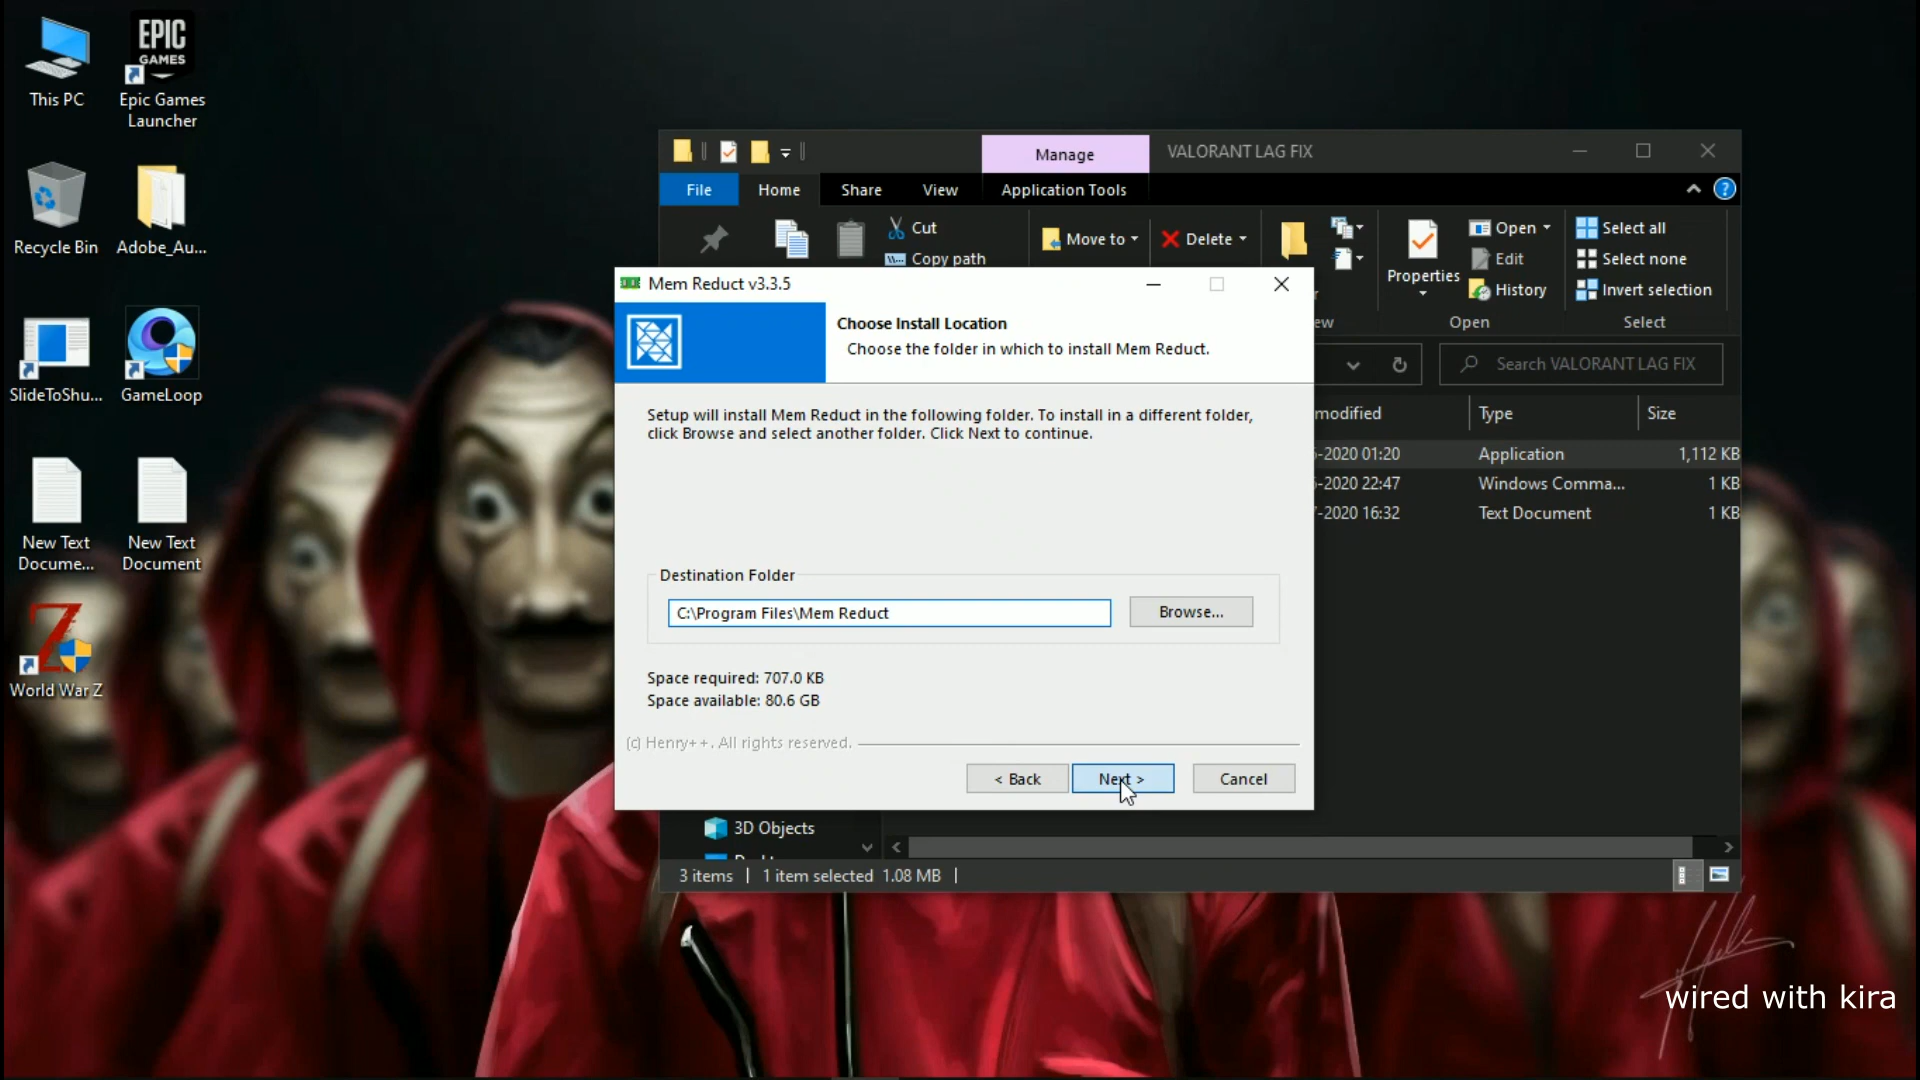 This PC
EPIC
GAMES
Epic Games
Launcher
Recycle Bin
Adobe_Au...
SlideToShu...
GameLoop
New Text
Docume...
New Text
Document
World War Z
Manage
VALORANT LAG FIX
File
Home
Share
View
Application Tools
Cut
Copy path
Move to
Delete
Properties
Open
Edit
History
Select all
Select none
Invert selection
ew
Open
Select
Search VALORANT LAG FIX
modified
Type
Size
-2020 01:20
Application
1,112 KB
-2020 22:47
Windows Comma...
1 KB
-2020 16:32
Text Document
1 KB
Mem Reduct v3.3.5
Choose Install Location
Choose the folder in which to install Mem Reduct.
Setup will install Mem Reduct in the following folder. To install in a different folder,
click Browse and select another folder. Click Next to continue.
Destination Folder
C:\Program Files\Mem Reduct
Browse...
Space required: 707.0 KB
Space available: 80.6 GB
(c) Henry++. All rights reserved.
< Back
Next >
Cancel
3D Objects
3 items
1 item selected 1.08 MB
wired with kira